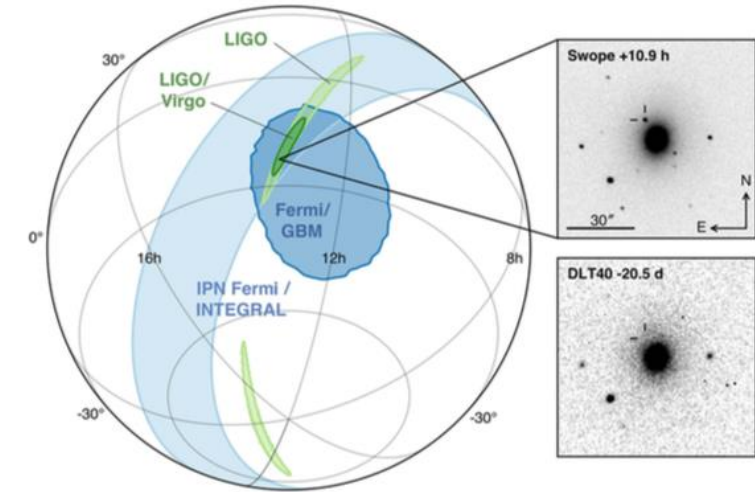 LIGO
30°
LIGO/
Virgo
Swope +10.9 h
N
30"
E
Fermi/
GBM
0°
16h
12h
8h
DLT40 -20.5 d
IPN Fermi /
INTEGRAL
-30°
-30°